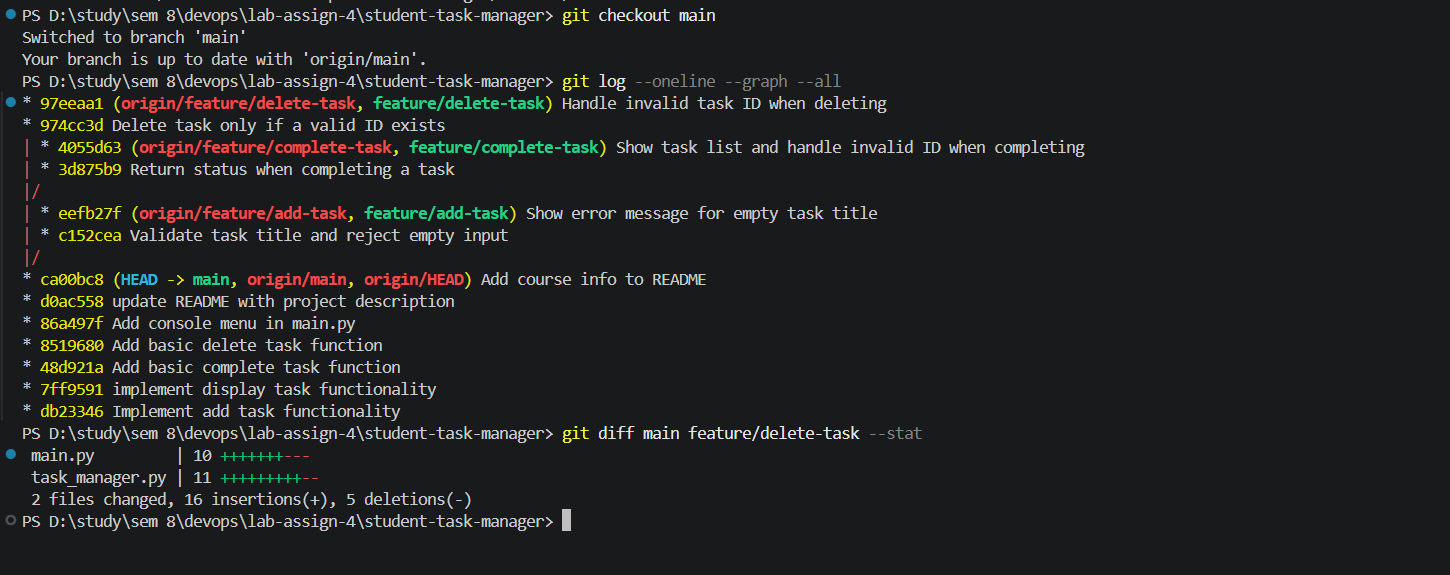 PS D:\study\sem 8\devops\lab-assign-4\student-task-manager> git checkout main
Switched to branch 'main'
Your branch is up to date with 'origin/main'.
PS D:\study\sem 8\devops\lab-assign-4\student-task-manager> git log --oneline --graph --all
* 97eeaa1 (origin/feature/delete-task, feature/delete-task) Handle invalid task ID when deleting
* 974cc3d Delete task only if a valid ID exists
| * 4055d63 (origin/feature/complete-task, feature/complete-task) Show task list and handle invalid ID when completing
| * 3d875b9 Return status when completing a task
|/
| * eefb27f (origin/feature/add-task, feature/add-task) Show error message for empty task title
| * c152cea Validate task title and reject empty input
|/
* ca00bc8 (HEAD -> main, origin/main, origin/HEAD) Add course info to README
* d0ac558 update README with project description
* 86a497f Add console menu in main.py
* 8519680 Add basic delete task function
* 48d921a Add basic complete task function
* 7ff9591 implement display task functionality
* db23346 Implement add task functionality
PS D:\study\sem 8\devops\lab-assign-4\student-task-manager> git diff main feature/delete-task --stat
 main.py         | 10 +++++++---
 task_manager.py | 11 +++++++++--
 2 files changed, 16 insertions(+), 5 deletions(-)
PS D:\study\sem 8\devops\lab-assign-4\student-task-manager>